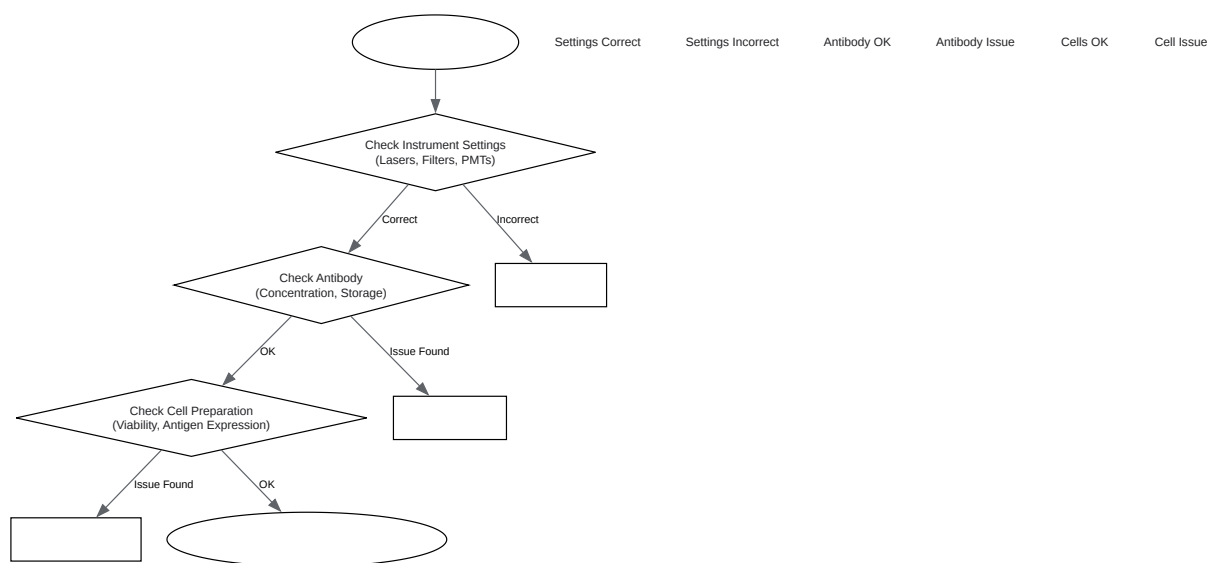 Settings Correct
Settings Incorrect
Antibody OK
Antibody Issue
Cells OK
Cell Issue
Check Instrument Settings
(Lasers, Filters, PMTs)
Correct
Incorrect
Check Antibody
(Concentration, Storage)
OK
Issue Found
Check Cell Preparation
(Viability, Antigen Expression)
Issue Found
OK